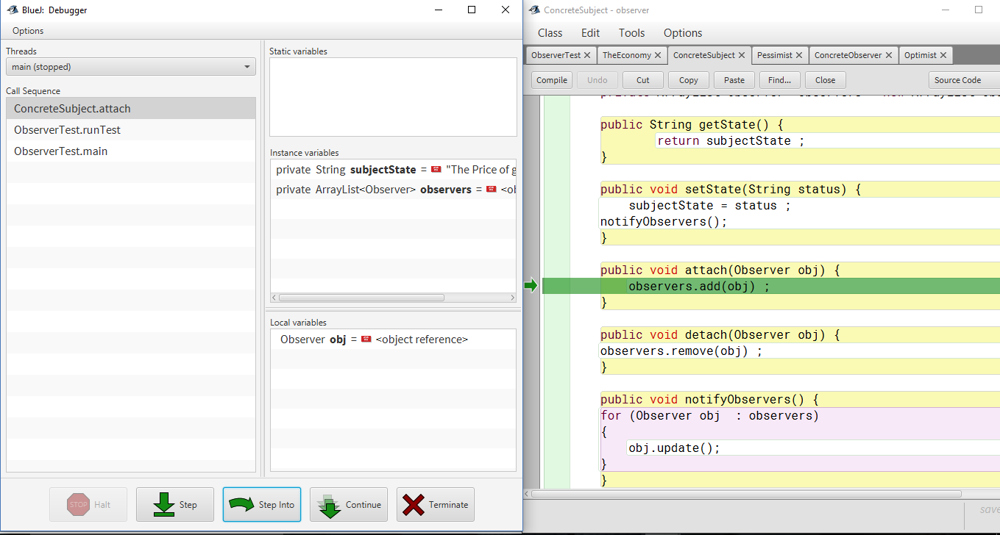 BlueJ: Debugger
Options
Threads
main (stopped)
Call Sequence
ConcreteSubject.attach
ObserverTest.runTest
ObserverTest.main
Static variables
Instance variables
private String subjectState = "The Price of g
private ArrayList<Observer> observers = <ob
Local variables
Observer obj = <object reference>
STOP Halt
Step
Step Into
Continue
Terminate
ConcreteSubject - observer
Class Edit Tools Options
ObserverTest TheEconomy ConcreteSubject Pessimist ConcreteObserver Optimist
Compile Undo Cut Copy Paste Find... Close Source Code
public String getState() {
return subjectState ;
}
public void setState(String status) {
subjectState = status ;
notifyObservers();
}
public void attach(Observer obj) {
observers.add(obj) ;
}
public void detach(Observer obj) {
observers.remove(obj) ;
}
public void notifyObservers() {
for (Observer obj : observers)
{
obj.update();
}
}
save